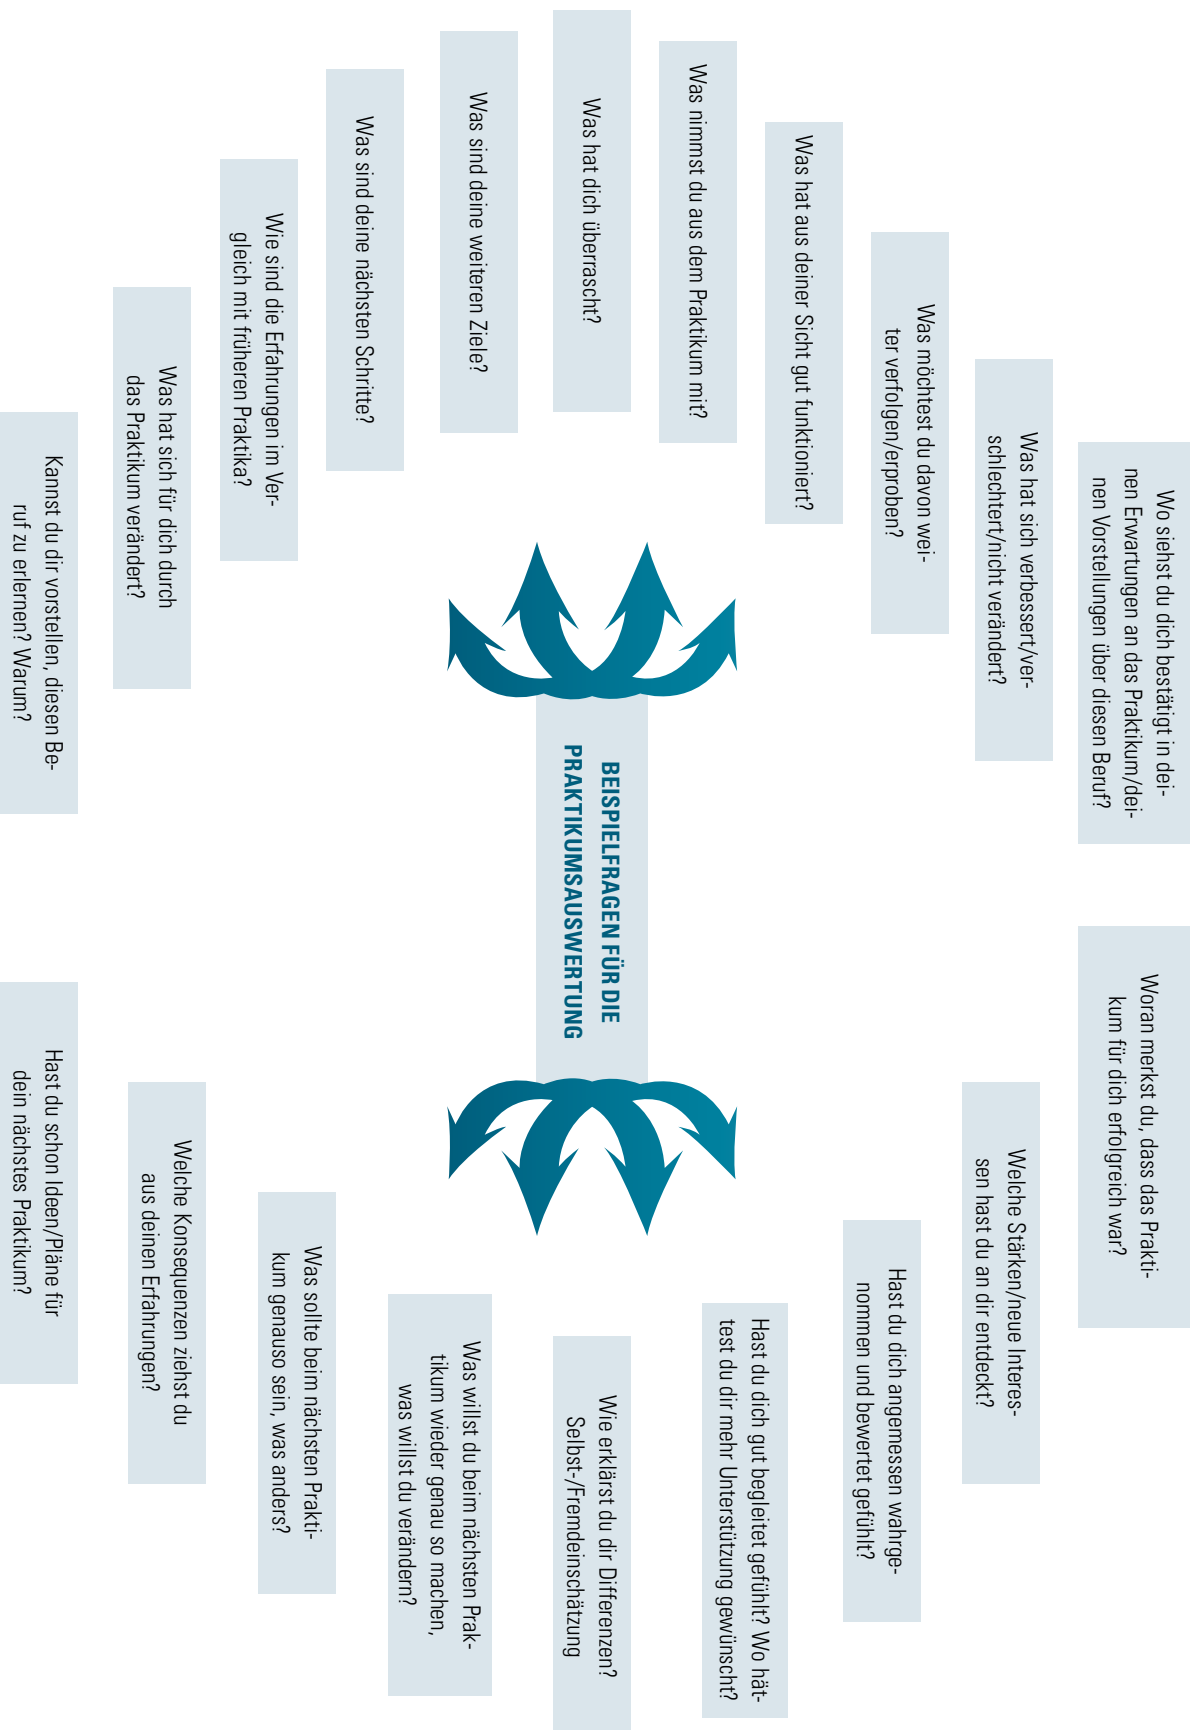 BEISPIELFRAGEN FÜR DIE
PRAKTIKUMSAUSWERTUNG
Wo siehst du dich bestätigt in dei-
nen Erwartungen an das Praktikum/dei-
nen Vorstellungen über diesen Beruf?
Was hat sich verbessert/ver-
schlechtert/nicht verändert?
Was möchtest du davon wei-
ter verfolgen/erproben?
Was hat aus deiner Sicht gut funktioniert?
Was nimmst du aus dem Praktikum mit?
Was hat dich überrascht?
Was sind deine weiteren Ziele?
Was sind deine nächsten Schritte?
Wie sind die Erfahrungen im Ver-
gleich mit früheren Praktika?
Was hat sich für dich durch
das Praktikum verändert?
Kannst du dir vorstellen, diesen Be-
ruf zu erlernen? Warum?
Woran merkst du, dass das Prakti-
kum für dich erfolgreich war?
Welche Stärken/neue Interes-
sen hast du an dir entdeckt?
Hast du dich angemessen wahrge-
nommen und bewertet gefühlt?
Hast du dich gut begleitet gefühlt? Wo hät-
test du dir mehr Unterstützung gewünscht?
Wie erklärst du dir Differenzen?
Selbst-/Fremdeinschätzung
Was willst du beim nächsten Prak-
tikum wieder genau so machen,
was willst du verändern?
Was sollte beim nächsten Prakti-
kum genauso sein, was anders?
Welche Konsequenzen ziehst du
aus deinen Erfahrungen?
Hast du schon Ideen/Pläne für
dein nächstes Praktikum?